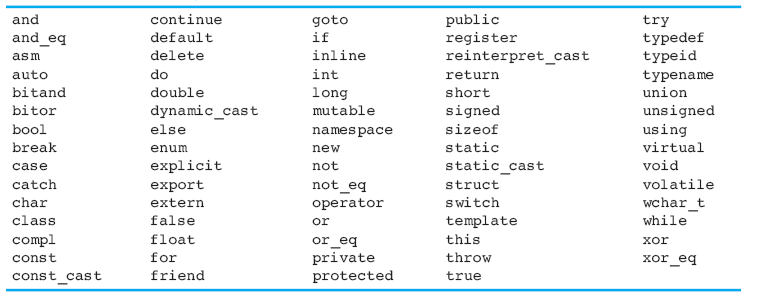 and continue goto public try
and_eq default if register typedef
asm delete inline reinterpret_cast typeid
auto do int return typename
bitand double long short union
bitor dynamic_cast mutable signed unsigned
bool else namespace sizeof using
break enum new static virtual
case explicit not static_cast void
catch export not_eq struct volatile
char extern operator switch wchar_t
class false or template while
compl float or_eq this xor
const for private throw xor_eq
const_cast friend protected true